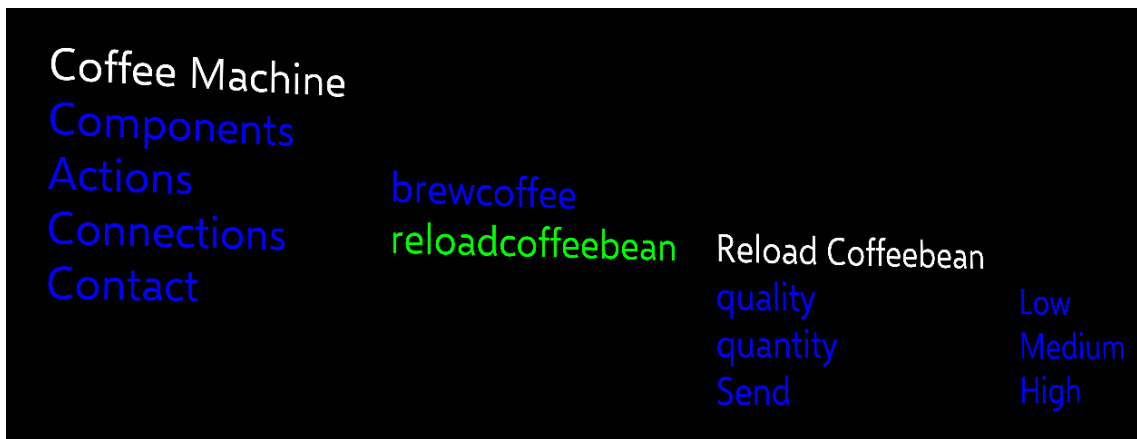 Coffee Machine
Components
Actions
Connections
Contact
brewcoffee
reloadcoffeebean
Reload Coffeebean
quality
quantity
Send
Low
Medium
High